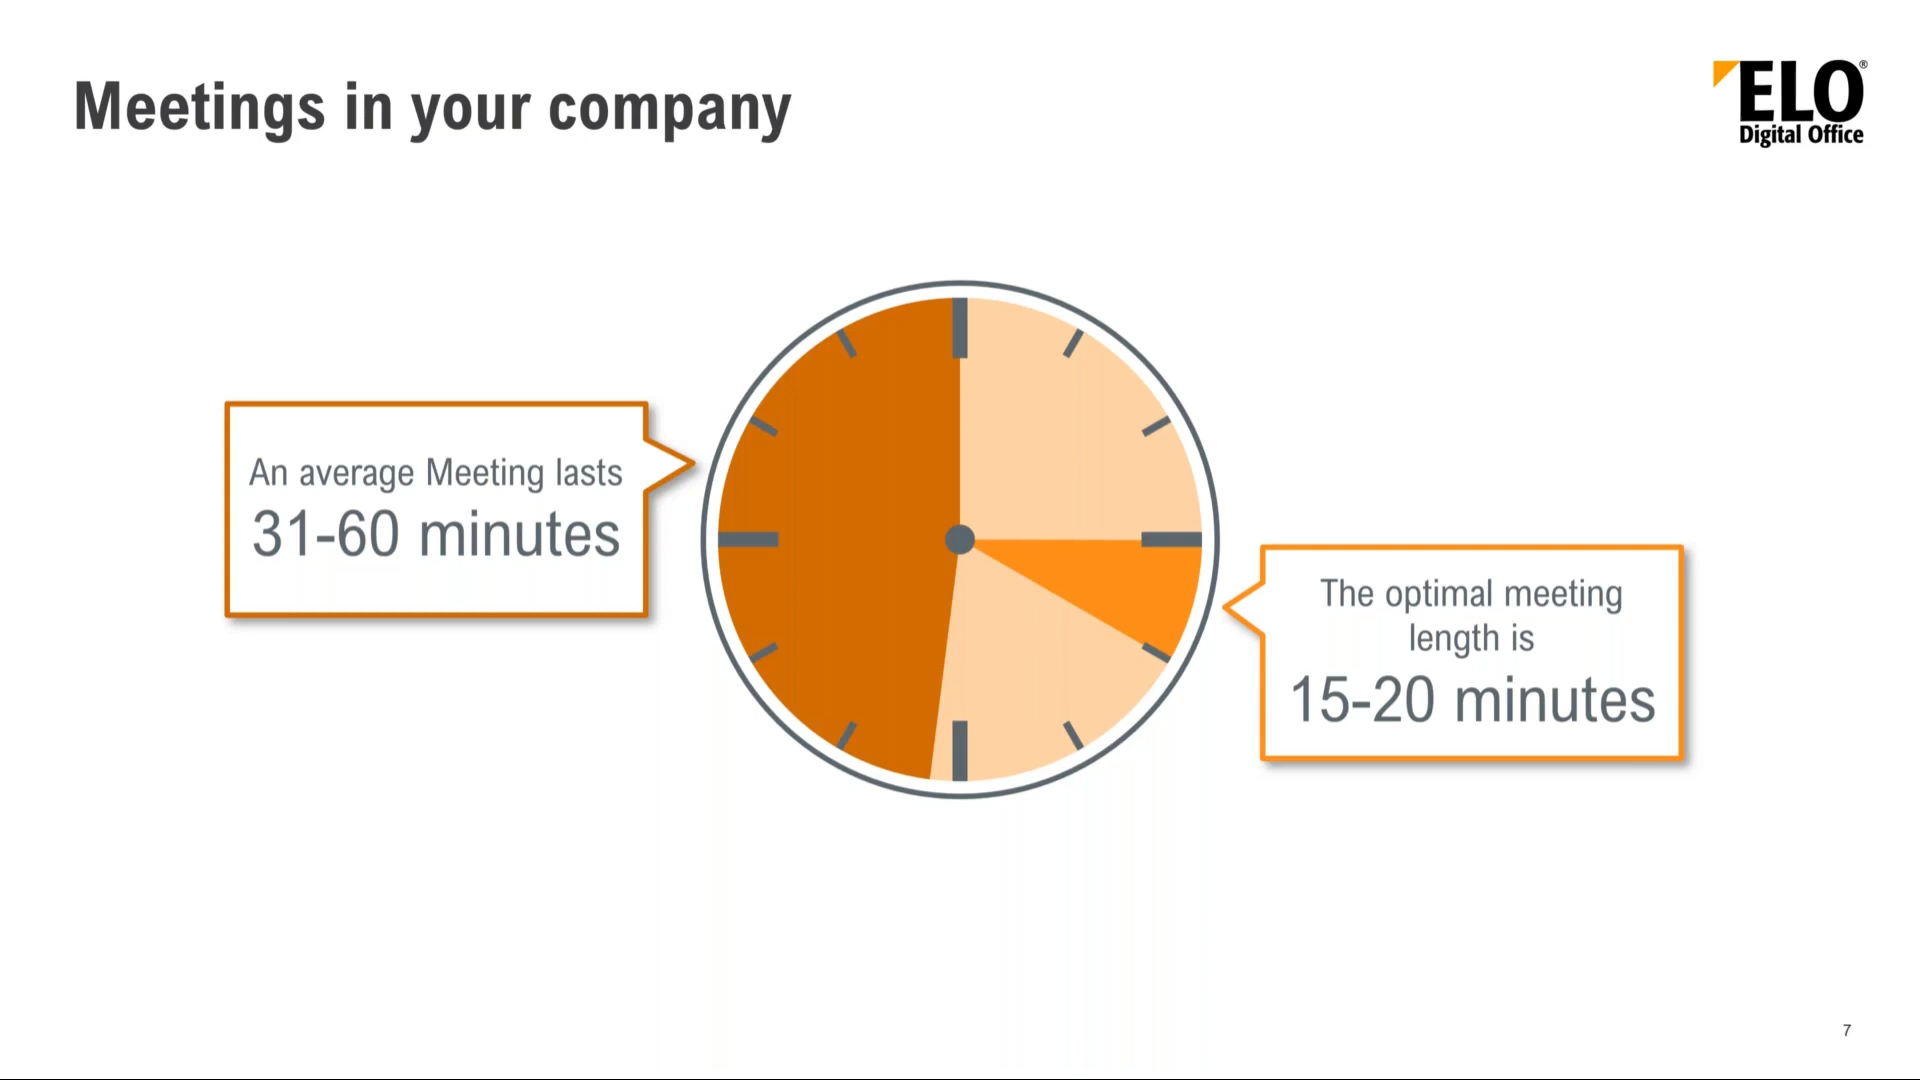 Meetings in your company
ELO®
Digital Office
An average Meeting lasts
31-60 minutes
The optimal meeting
length is
15-20 minutes
7